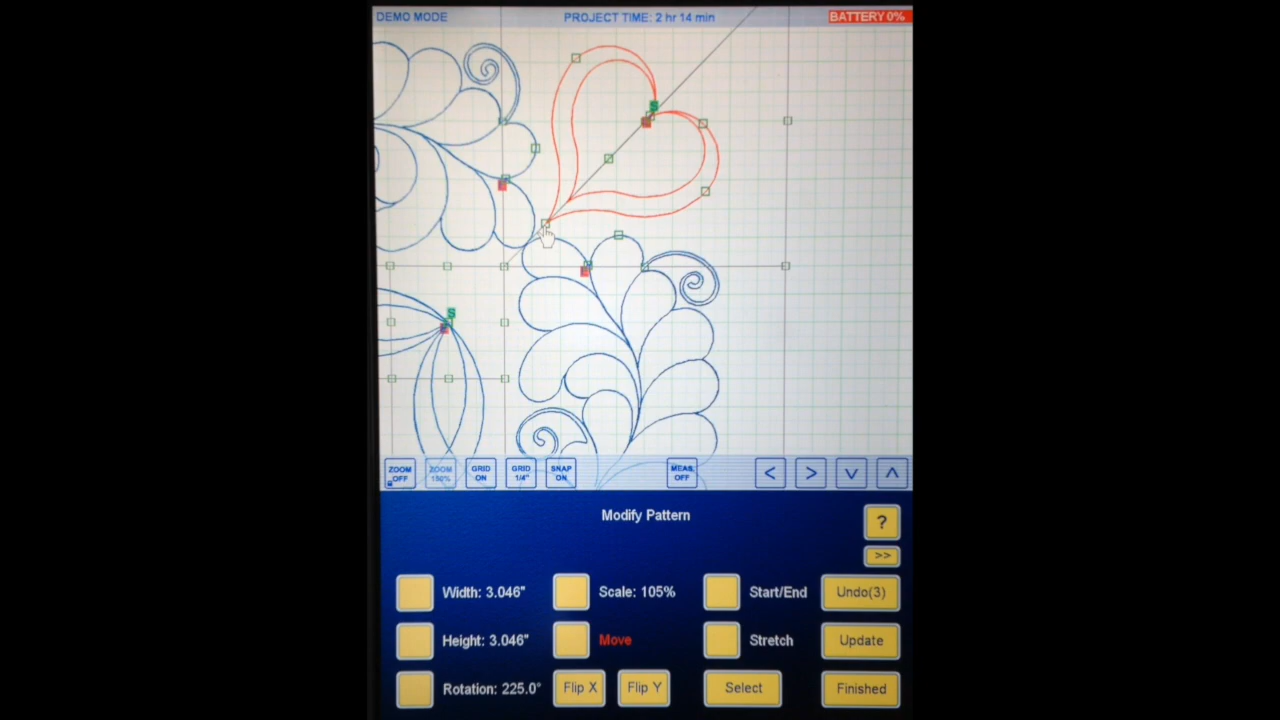 DEMO MODE
PROJECT TIME: 2 hr 14 min
BATTERY 0%
S
S
ZOOM OFF
ZOOM 150%
GRID ON
GRID 1/4"
SNAP ON
MEAS. OFF
<
>
Modify Pattern
?
>>
Width: 3.046"
Scale: 105%
Start/End
Undo(3)
Height: 3.046"
Move
Stretch
Update
Rotation: 225.0°
Flip X
Flip Y
Select
Finished